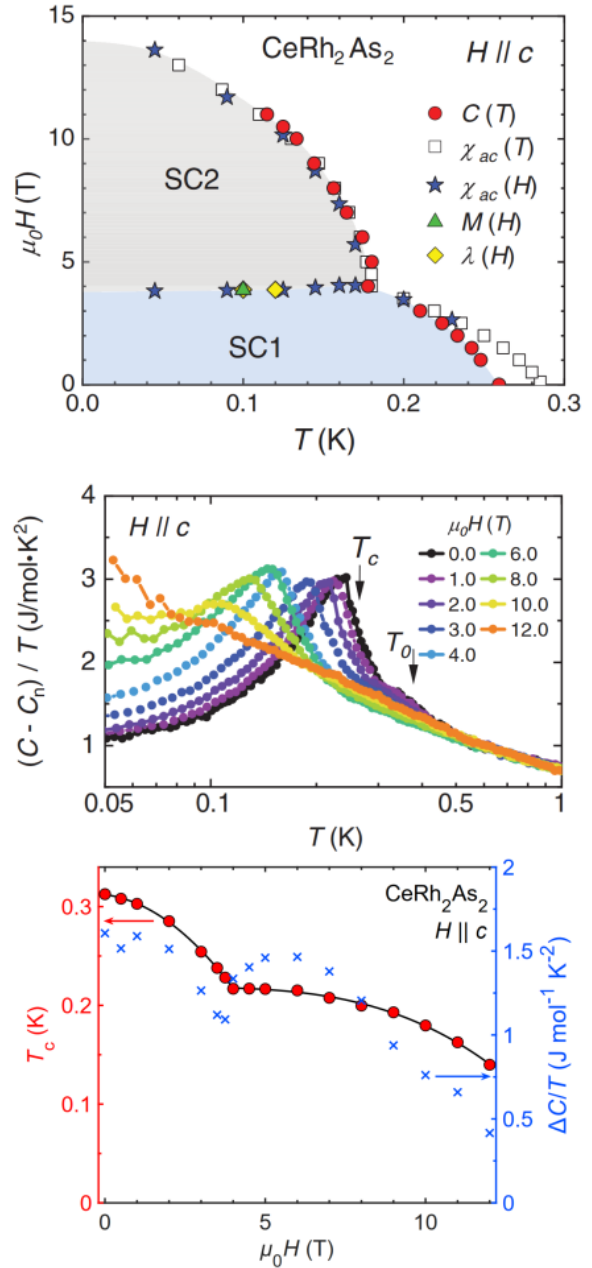 15
CeRh₂As₂ H // c
C (T)
χac (T)
χac (H)
M (H)
λ (H)
10
SC2
5
SC1
0
μ₀H (T)
0.0 0.1 0.2 0.3
T (K)
4
H // c
μ₀H (T)
0.0 6.0
1.0 8.0
2.0 10.0
3.0 12.0
4.0
Tc
T₀
3
2
1
(C - Cn) / T (J/mol·K²)
0.05 0.1 0.5 1
T (K)
CeRh₂As₂
H // c
0.3
0.2
0.1
0
Tc (K)
2
1.5
1
0.5
0
ΔC/T (J mol⁻¹ K⁻²)
0 5 10
μ₀H (T)